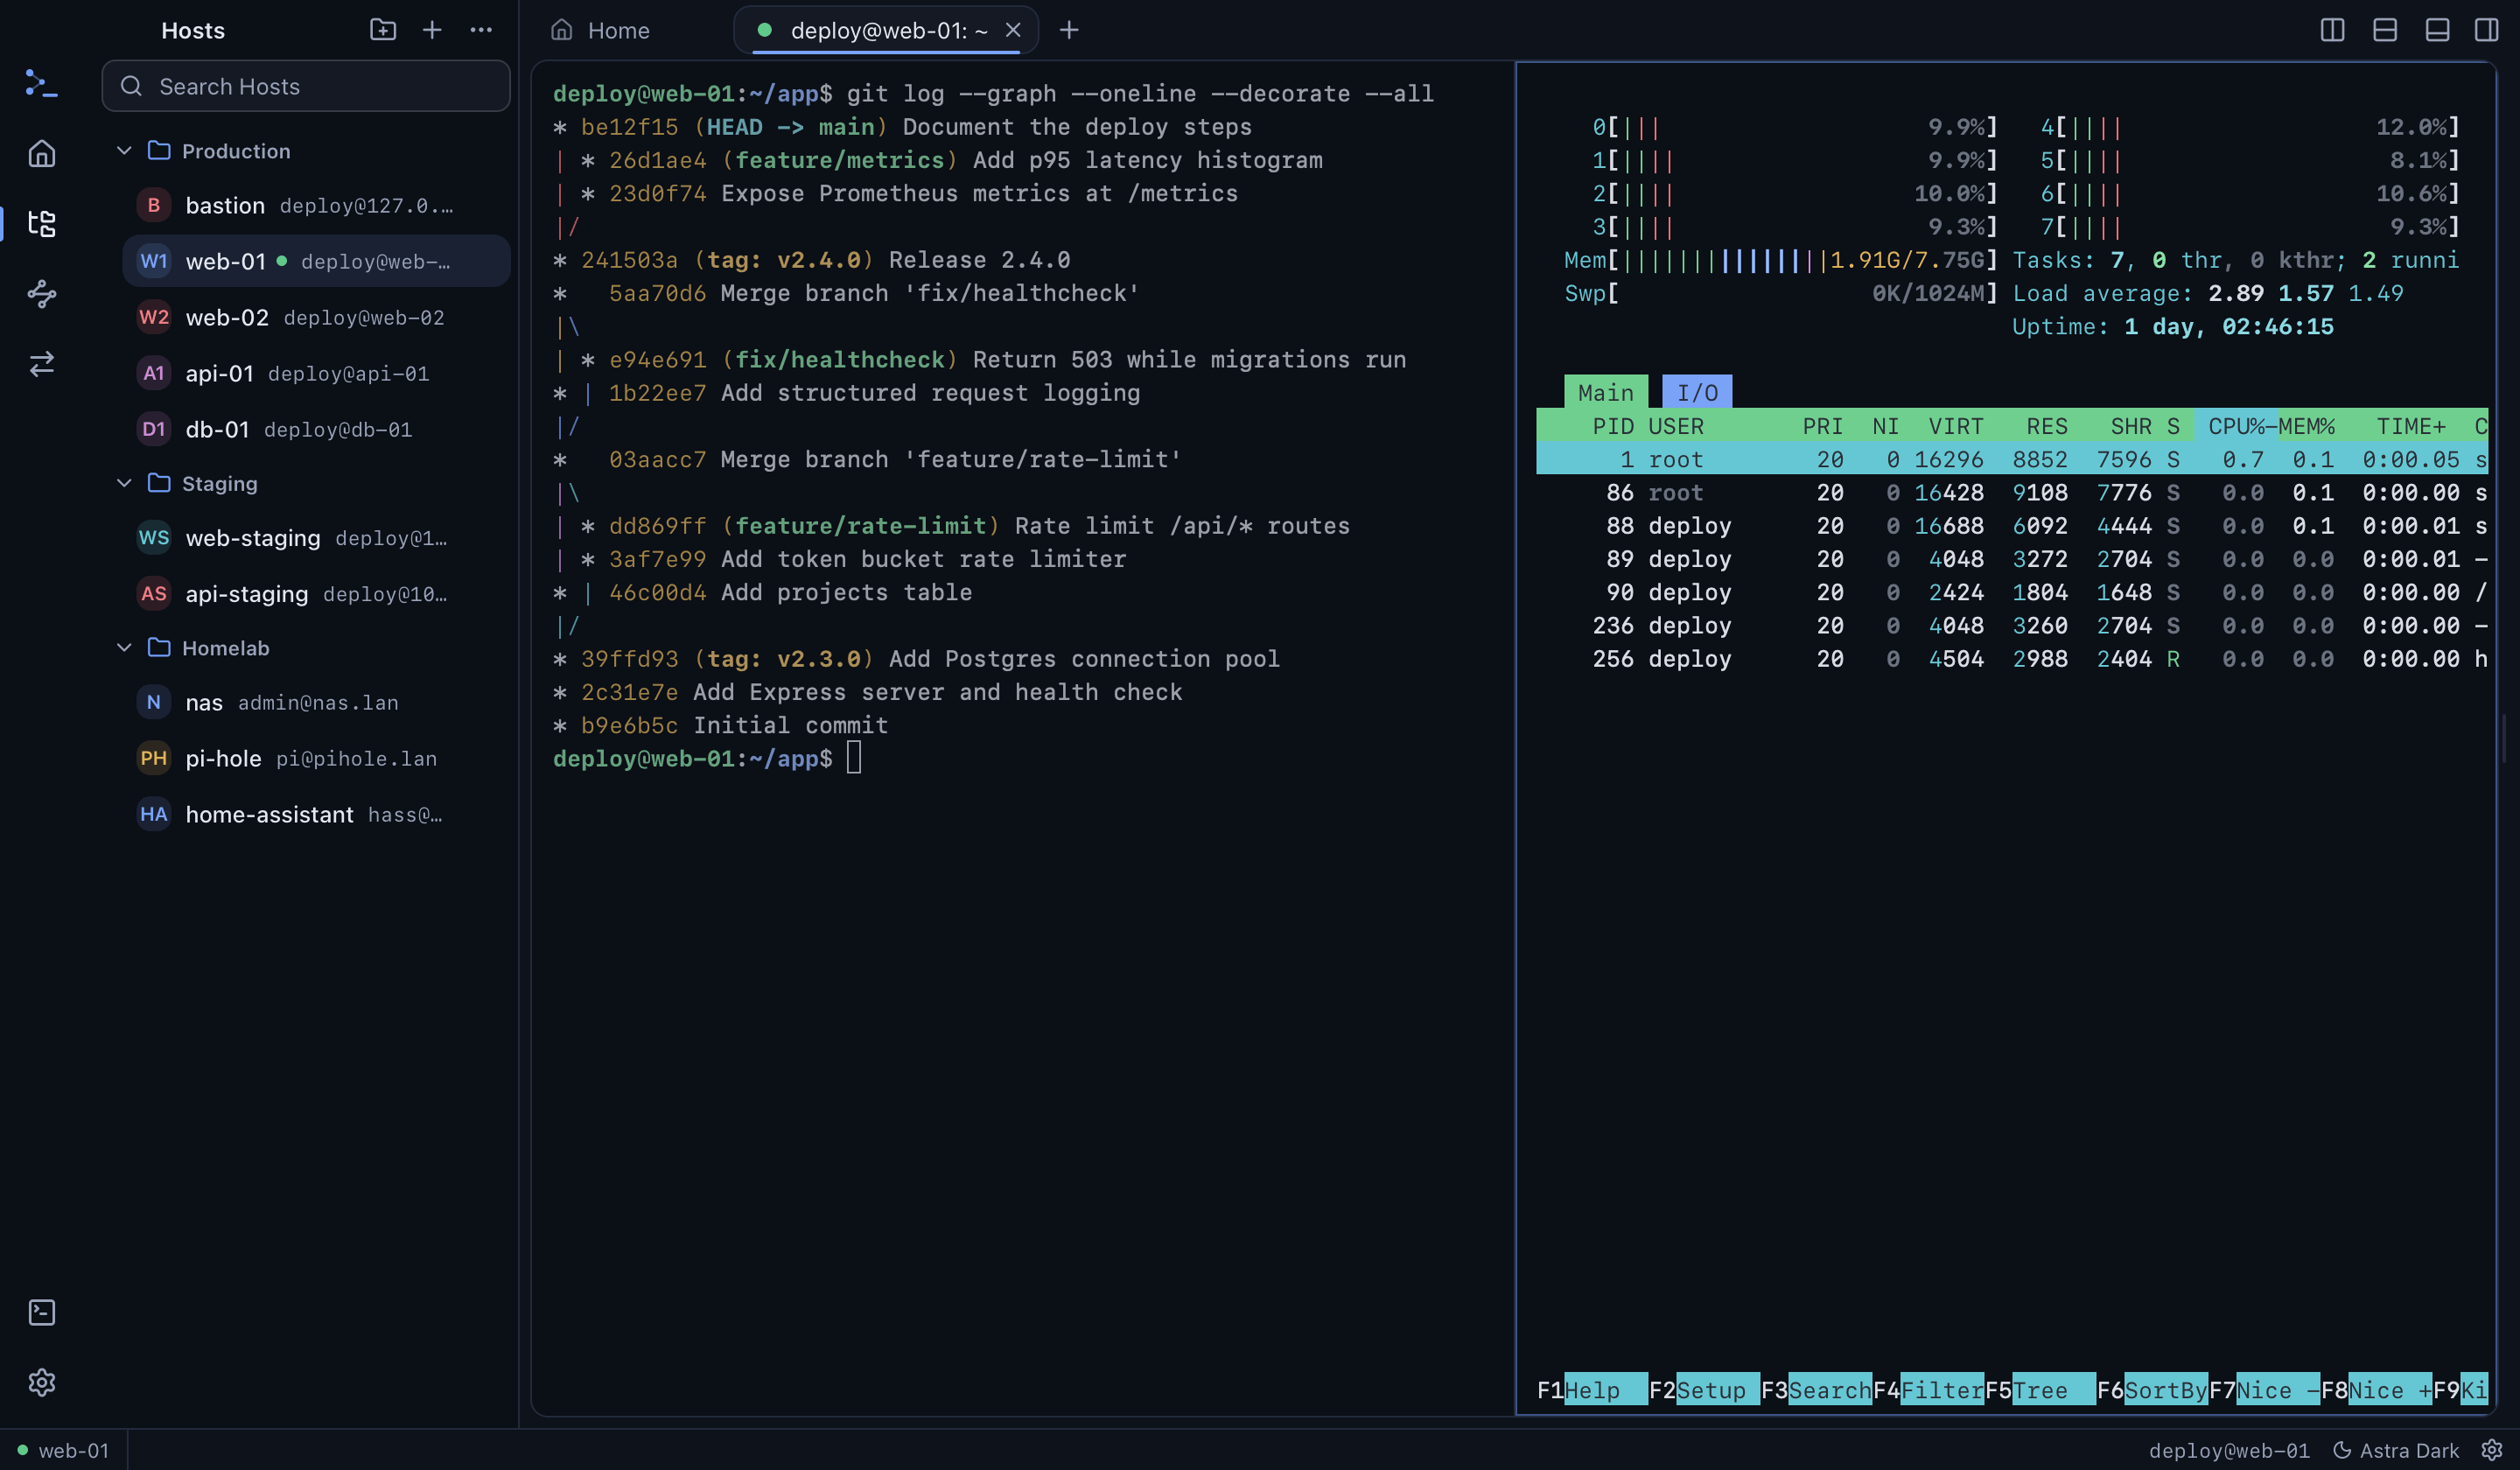 Hosts
Search Hosts
Production
B bastion deploy@127.0.…
W1 web-01 deploy@web-…
W2 web-02 deploy@web-02
A1 api-01 deploy@api-01
D1 db-01 deploy@db-01
Staging
WS web-staging deploy@1…
AS api-staging deploy@10…
Homelab
N nas admin@nas.lan
PH pi-hole pi@pihole.lan
HA home-assistant hass@…
Home
deploy@web-01: ~
deploy@web-01:~/app$ git log --graph --oneline --decorate --all
* be12f15 (HEAD -> main) Document the deploy steps
| * 26d1ae4 (feature/metrics) Add p95 latency histogram
| * 23d0f74 Expose Prometheus metrics at /metrics
|/
* 241503a (tag: v2.4.0) Release 2.4.0
*   5aa70d6 Merge branch 'fix/healthcheck'
|\
| * e94e691 (fix/healthcheck) Return 503 while migrations run
* | 1b22ee7 Add structured request logging
|/
*   03aacc7 Merge branch 'feature/rate-limit'
|\
| * dd869ff (feature/rate-limit) Rate limit /api/* routes
| * 3af7e99 Add token bucket rate limiter
* | 46c00d4 Add projects table
|/
* 39ffd93 (tag: v2.3.0) Add Postgres connection pool
* 2c31e7e Add Express server and health check
* b9e6b5c Initial commit
deploy@web-01:~/app$
0[||| 9.9%] 4[|||| 12.0%]
1[|||| 9.9%] 5[|||| 8.1%]
2[|||| 10.0%] 6[|||| 10.6%]
3[|||| 9.3%] 7[|||| 9.3%]
Mem[|||||||||||||||1.91G/7.75G] Tasks: 7, 0 thr, 0 kthr; 2 runni
Swp[ 0K/1024M] Load average: 2.89 1.57 1.49
Uptime: 1 day, 02:46:15
Main I/O
PID USER PRI NI VIRT RES SHR S CPU%-MEM% TIME+ C
1 root 20 0 16296 8852 7596 S 0.7 0.1 0:00.05 s
86 root 20 0 16428 9108 7776 S 0.0 0.1 0:00.00 s
88 deploy 20 0 16688 6092 4444 S 0.0 0.1 0:00.01 s
89 deploy 20 0 4048 3272 2704 S 0.0 0.0 0:00.01 -
90 deploy 20 0 2424 1804 1648 S 0.0 0.0 0:00.00 /
236 deploy 20 0 4048 3260 2704 S 0.0 0.0 0:00.00 -
256 deploy 20 0 4504 2988 2404 R 0.0 0.0 0:00.00 h
F1Help F2Setup F3SearchF4FilterF5Tree F6SortByF7Nice -F8Nice +F9Ki
web-01
deploy@web-01 Astra Dark